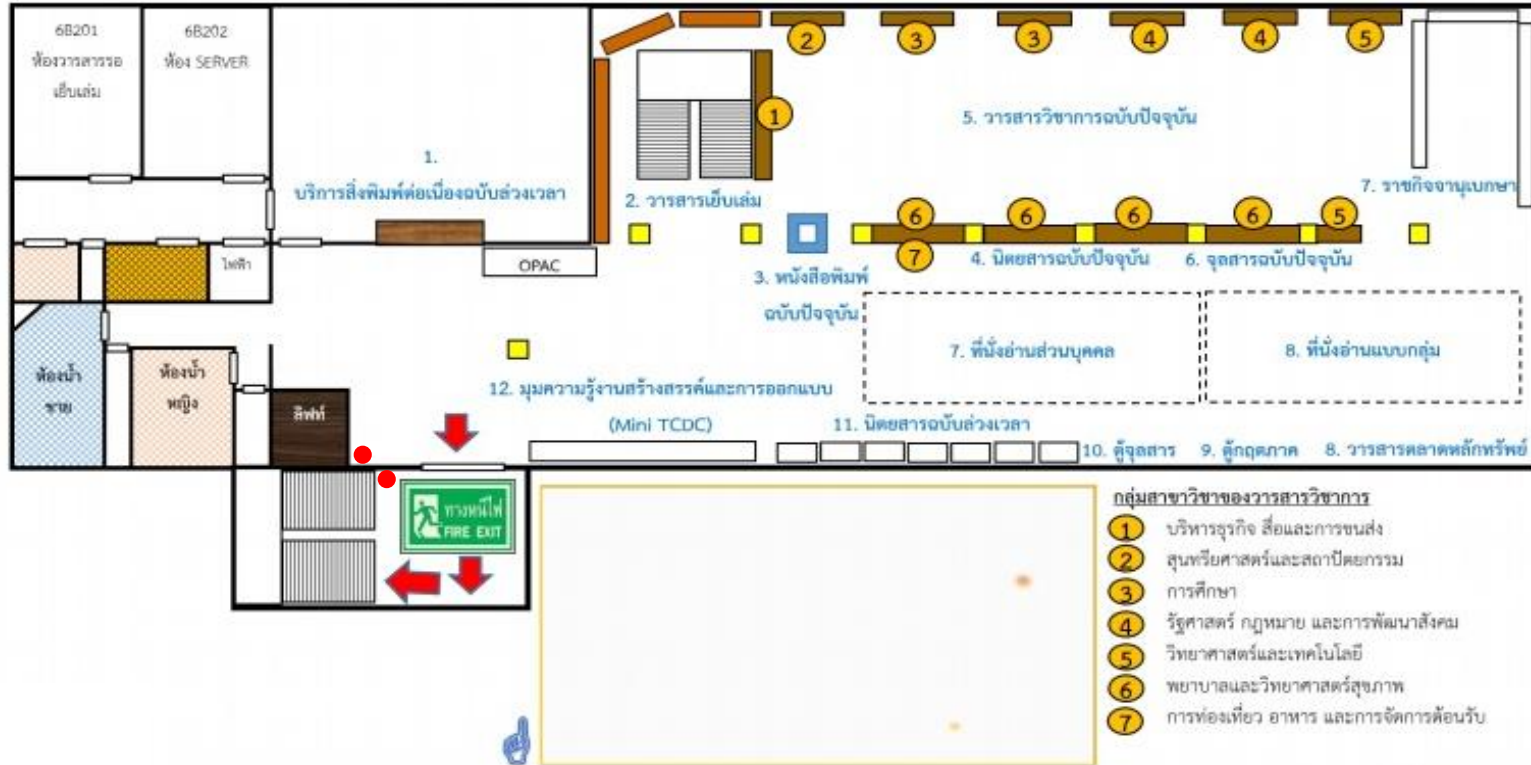 6B201
ห้องวารสารรอ
เย็บเล่ม
6B202
ห้อง SERVER
1.
บริการสิ่งพิมพ์ต่อเนื่องฉบับล่วงเวลา
2
3
3
4
4
5
1
5. วารสารวิชาการฉบับปัจจุบัน
2. วารสารเย็บเล่ม
7. ราชกิจจานุเบกษา
6
6
6
6
5
7
ไฟฟ้า
OPAC
3. หนังสือพิมพ์
ฉบับปัจจุบัน
4. นิตยสารฉบับปัจจุบัน
6. จุลสารฉบับปัจจุบัน
7. ที่นั่งอ่านส่วนบุคคล
8. ที่นั่งอ่านแบบกลุ่ม
ห้องน้ำ
ชาย
ห้องน้ำ
หญิง
ลิฟท์
12. มุมความรู้งานสร้างสรรค์และการออกแบบ
(Mini TCDC)
11. นิตยสารฉบับล่วงเวลา
10. ตู้จุลสาร
9. ตู้กฤตภาค
8. วารสารตลาดหลักทรัพย์
ทางหนีไฟ
FIRE EXIT
กลุ่มสาขาวิชาของวารสารวิชาการ
1 บริหารธุรกิจ สื่อและการขนส่ง
2 สุนทรียศาสตร์และสถาปัตยกรรม
3 การศึกษา
4 รัฐศาสตร์ กฎหมาย และการพัฒนาสังคม
5 วิทยาศาสตร์และเทคโนโลยี
6 พยาบาลและวิทยาศาสตร์สุขภาพ
7 การท่องเที่ยว อาหาร และการจัดการต้อนรับ